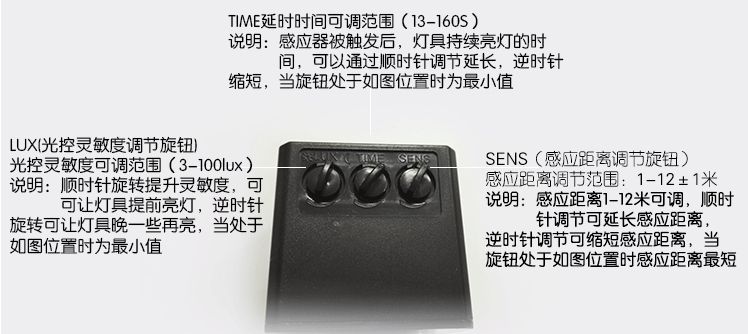 TIME延时时间可调范围（13-160S）
说明：感应器被触发后，灯具持续亮灯的时
间，可以通过顺时针调节延长，逆时针
缩短，当旋钮处于如图位置时为最小值
LUX(光控灵敏度调节旋钮)
光控灵敏度可调范围（3-100lux）
说明：顺时针旋转提升灵敏度，可
可让灯具提前亮灯，逆时针
旋转可让灯具晚一些再亮，当处于
如图位置时为最小值
LUX TIME SENS
SENS（感应距离调节旋钮）
感应距离调节范围：1-12±1米
说明：感应距离1-12米可调，顺时
针调节可延长感应距离，
逆时针调节可缩短感应距离，当
旋钮处于如图位置时感应距离最短